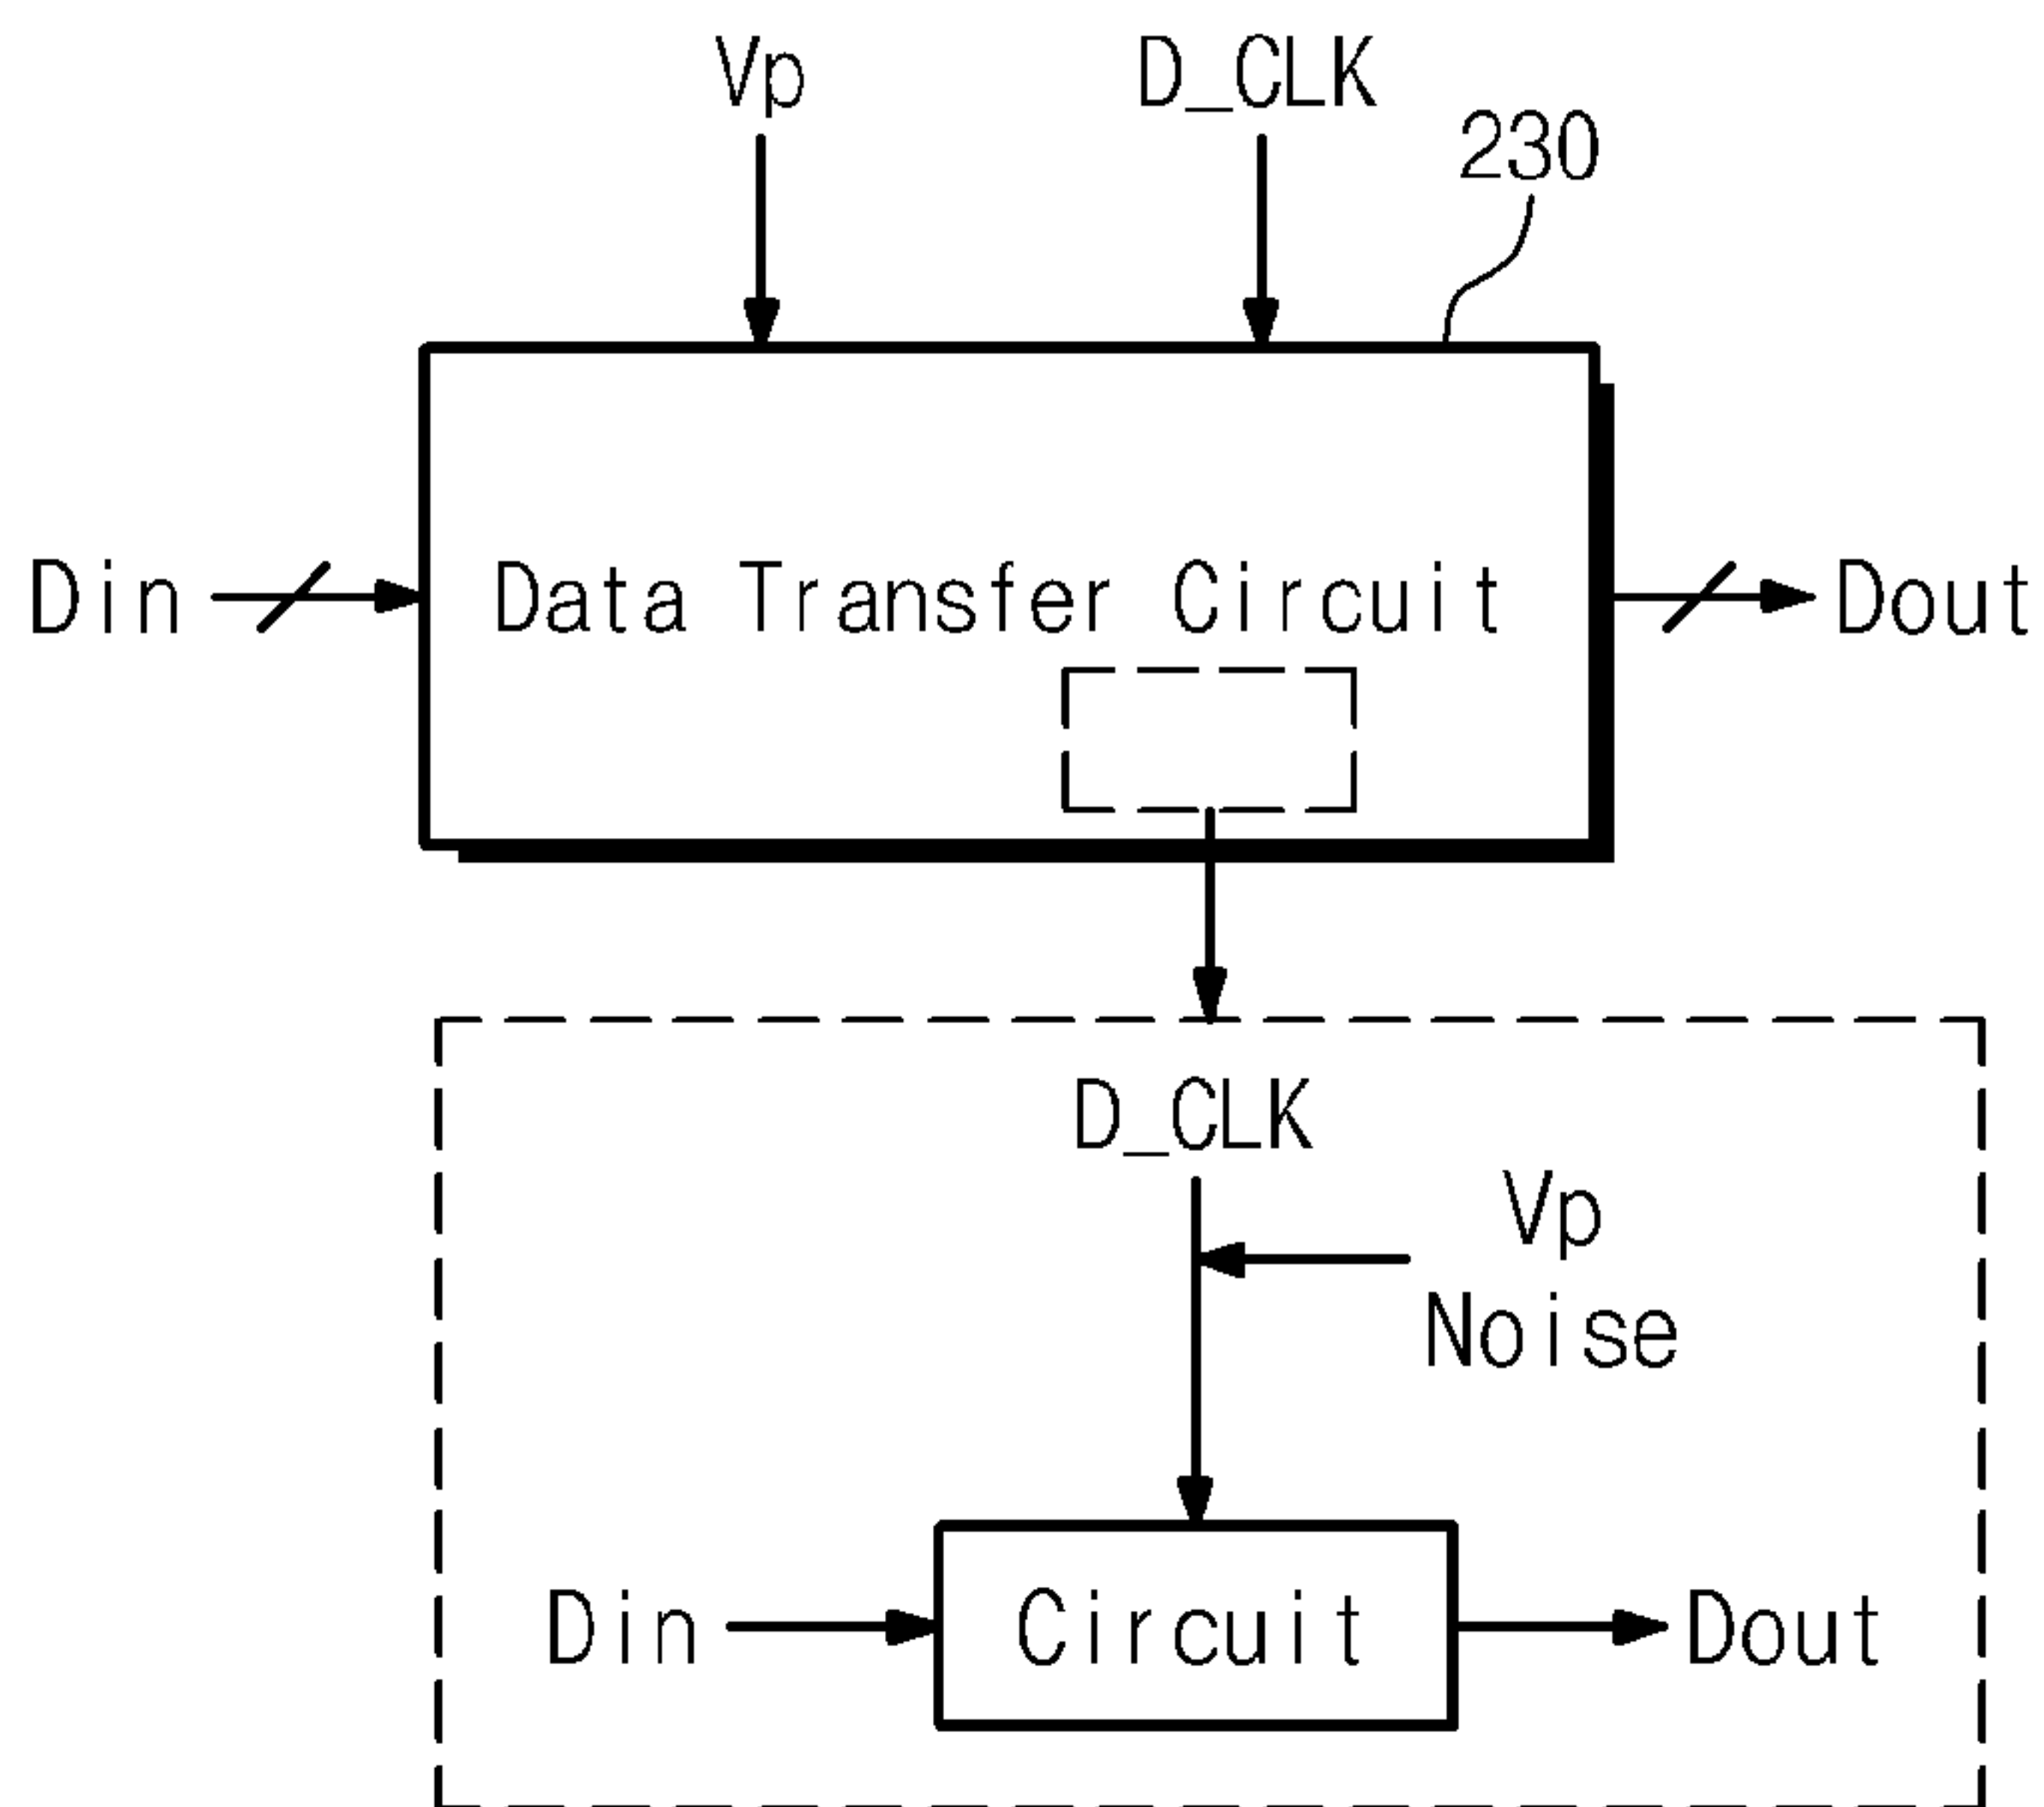 Vp
D_CLK
230
Din
Data Transfer Circuit
Dout
D_CLK
Vp
Noise
Din
Circuit
Dout